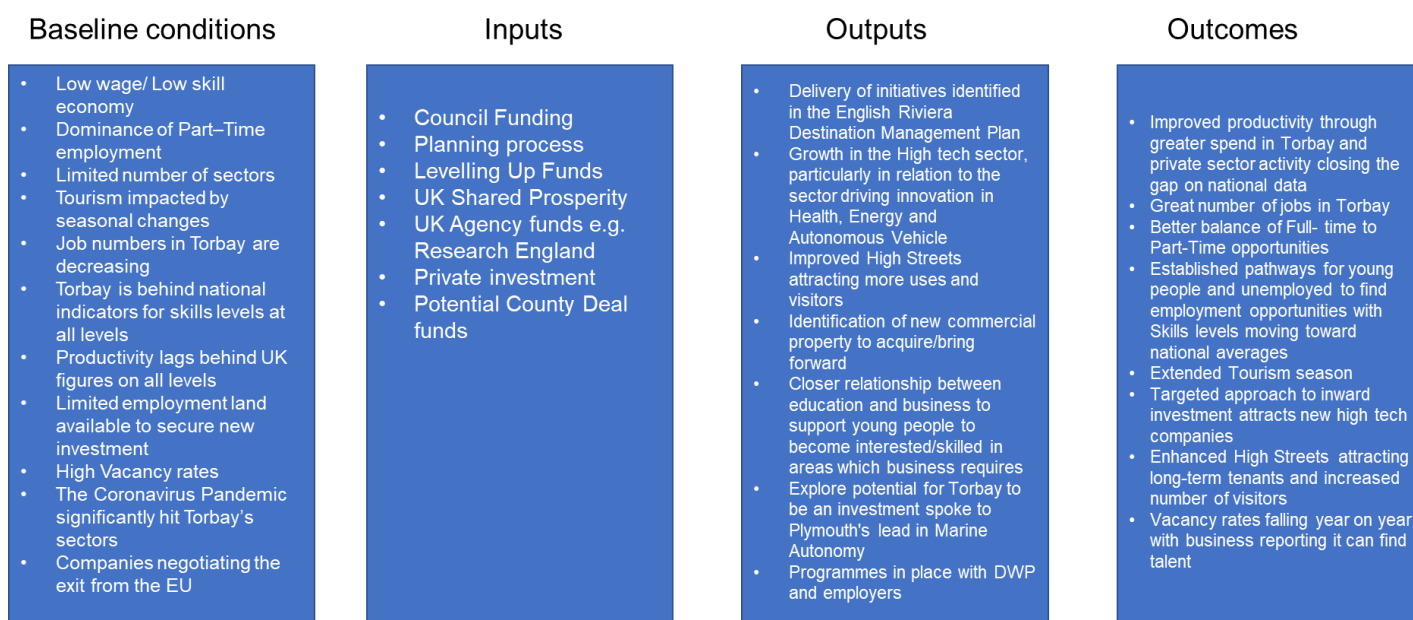 Baseline conditions
• Low wage/ Low skill
economy
• Dominance of Part–Time
employment
• Limited number of sectors
• Tourism impacted by
seasonal changes
• Job numbers in Torbay are
decreasing
• Torbay is behind national
indicators for skills levels at
all levels
• Productivity lags behind UK
figures on all levels
• Limited employment land
available to secure new
investment
• High Vacancy rates
• The Coronavirus Pandemic
significantly hit Torbay's
sectors
• Companies negotiating the
exit from the EU
Inputs
• Council Funding
• Planning process
• Levelling Up Funds
• UK Shared Prosperity
• UK Agency funds e.g.
Research England
• Private investment
• Potential County Deal
funds
Outputs
• Delivery of initiatives identified
in the English Riviera
Destination Management Plan
• Growth in the High tech sector,
particularly in relation to the
sector driving innovation in
Health, Energy and
Autonomous Vehicle
• Improved High Streets
attracting more uses and
visitors
• Identification of new commercial
property to acquire/bring
forward
• Closer relationship between
education and business to
support young people to
become interested/skilled in
areas which business requires
• Explore potential for Torbay to
be an investment spoke to
Plymouth's lead in Marine
Autonomy
• Programmes in place with DWP
and employers
Outcomes
• Improved productivity through
greater spend in Torbay and
private sector activity closing the
gap on national data
• Great number of jobs in Torbay
• Better balance of Full- time to
Part-Time opportunities
• Established pathways for young
people and unemployed to find
employment opportunities with
Skills levels moving toward
national averages
• Extended Tourism season
• Targeted approach to inward
investment attracts new high tech
companies
• Enhanced High Streets attracting
long-term tenants and increased
number of visitors
• Vacancy rates falling year on year
with business reporting it can find
talent